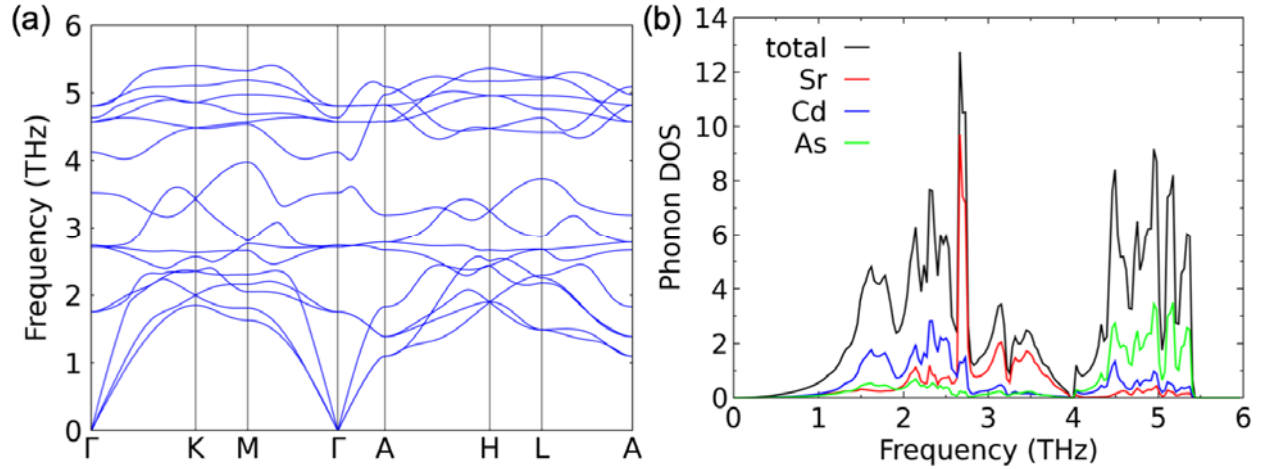 (a)
6
5
4
3
2
1
0
Frequency (THz)
Γ K M Γ A H L A
(b)
14
12
10
8
6
4
2
0
Phonon DOS
total
Sr
Cd
As
0 1 2 3 4 5 6
Frequency (THz)